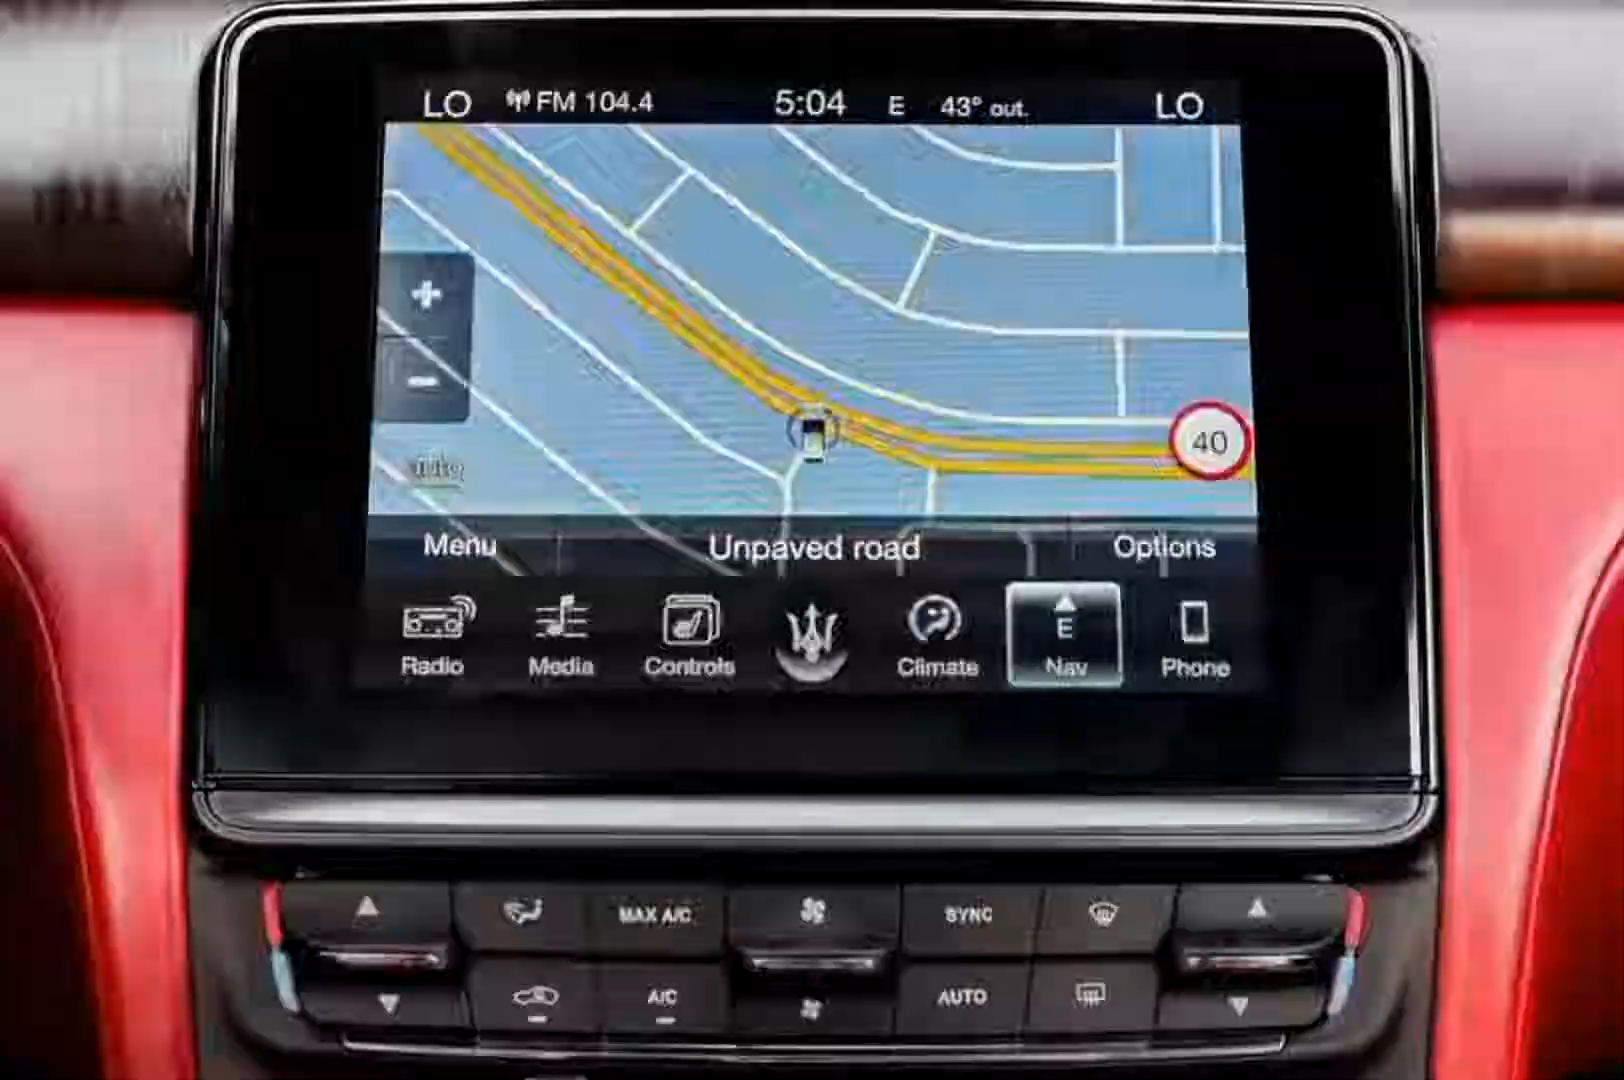 LO FM 104.4 5:04 E 43° out. LO
+
-
40
Menu Unpaved road Options
E
Radio Media Controls Climate Nav Phone
MAX A/C SYNC
A/C AUTO